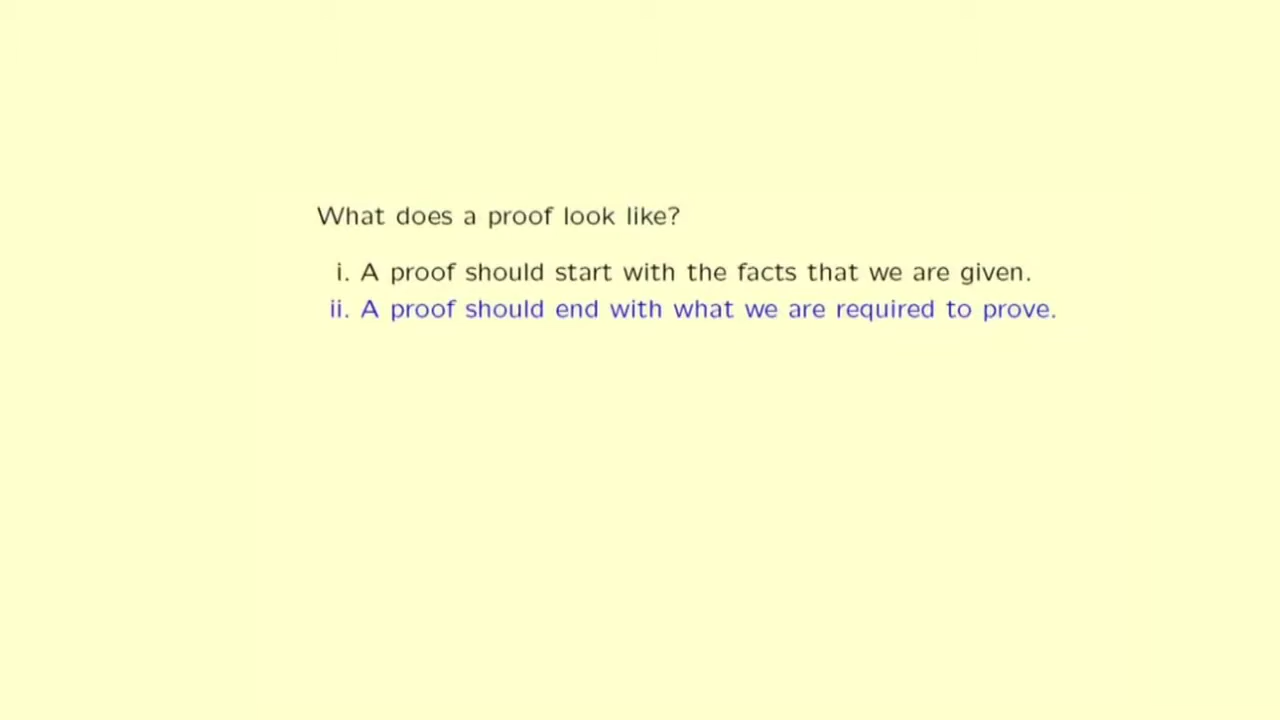 What does a proof look like?
i. A proof should start with the facts that we are given.
ii. A proof should end with what we are required to prove.